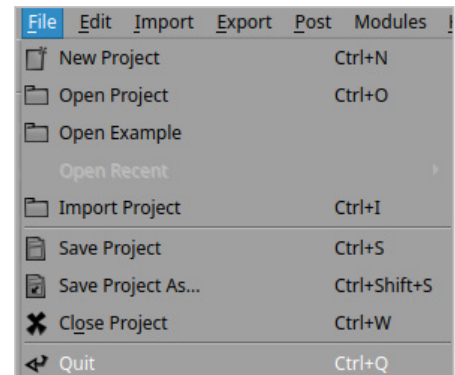 File Edit Import Export Post Modules
New Project Ctrl+N
Open Project Ctrl+O
Open Example
Open Recent
Import Project Ctrl+I
Save Project Ctrl+S
Save Project As... Ctrl+Shift+S
Close Project Ctrl+W
Quit Ctrl+Q